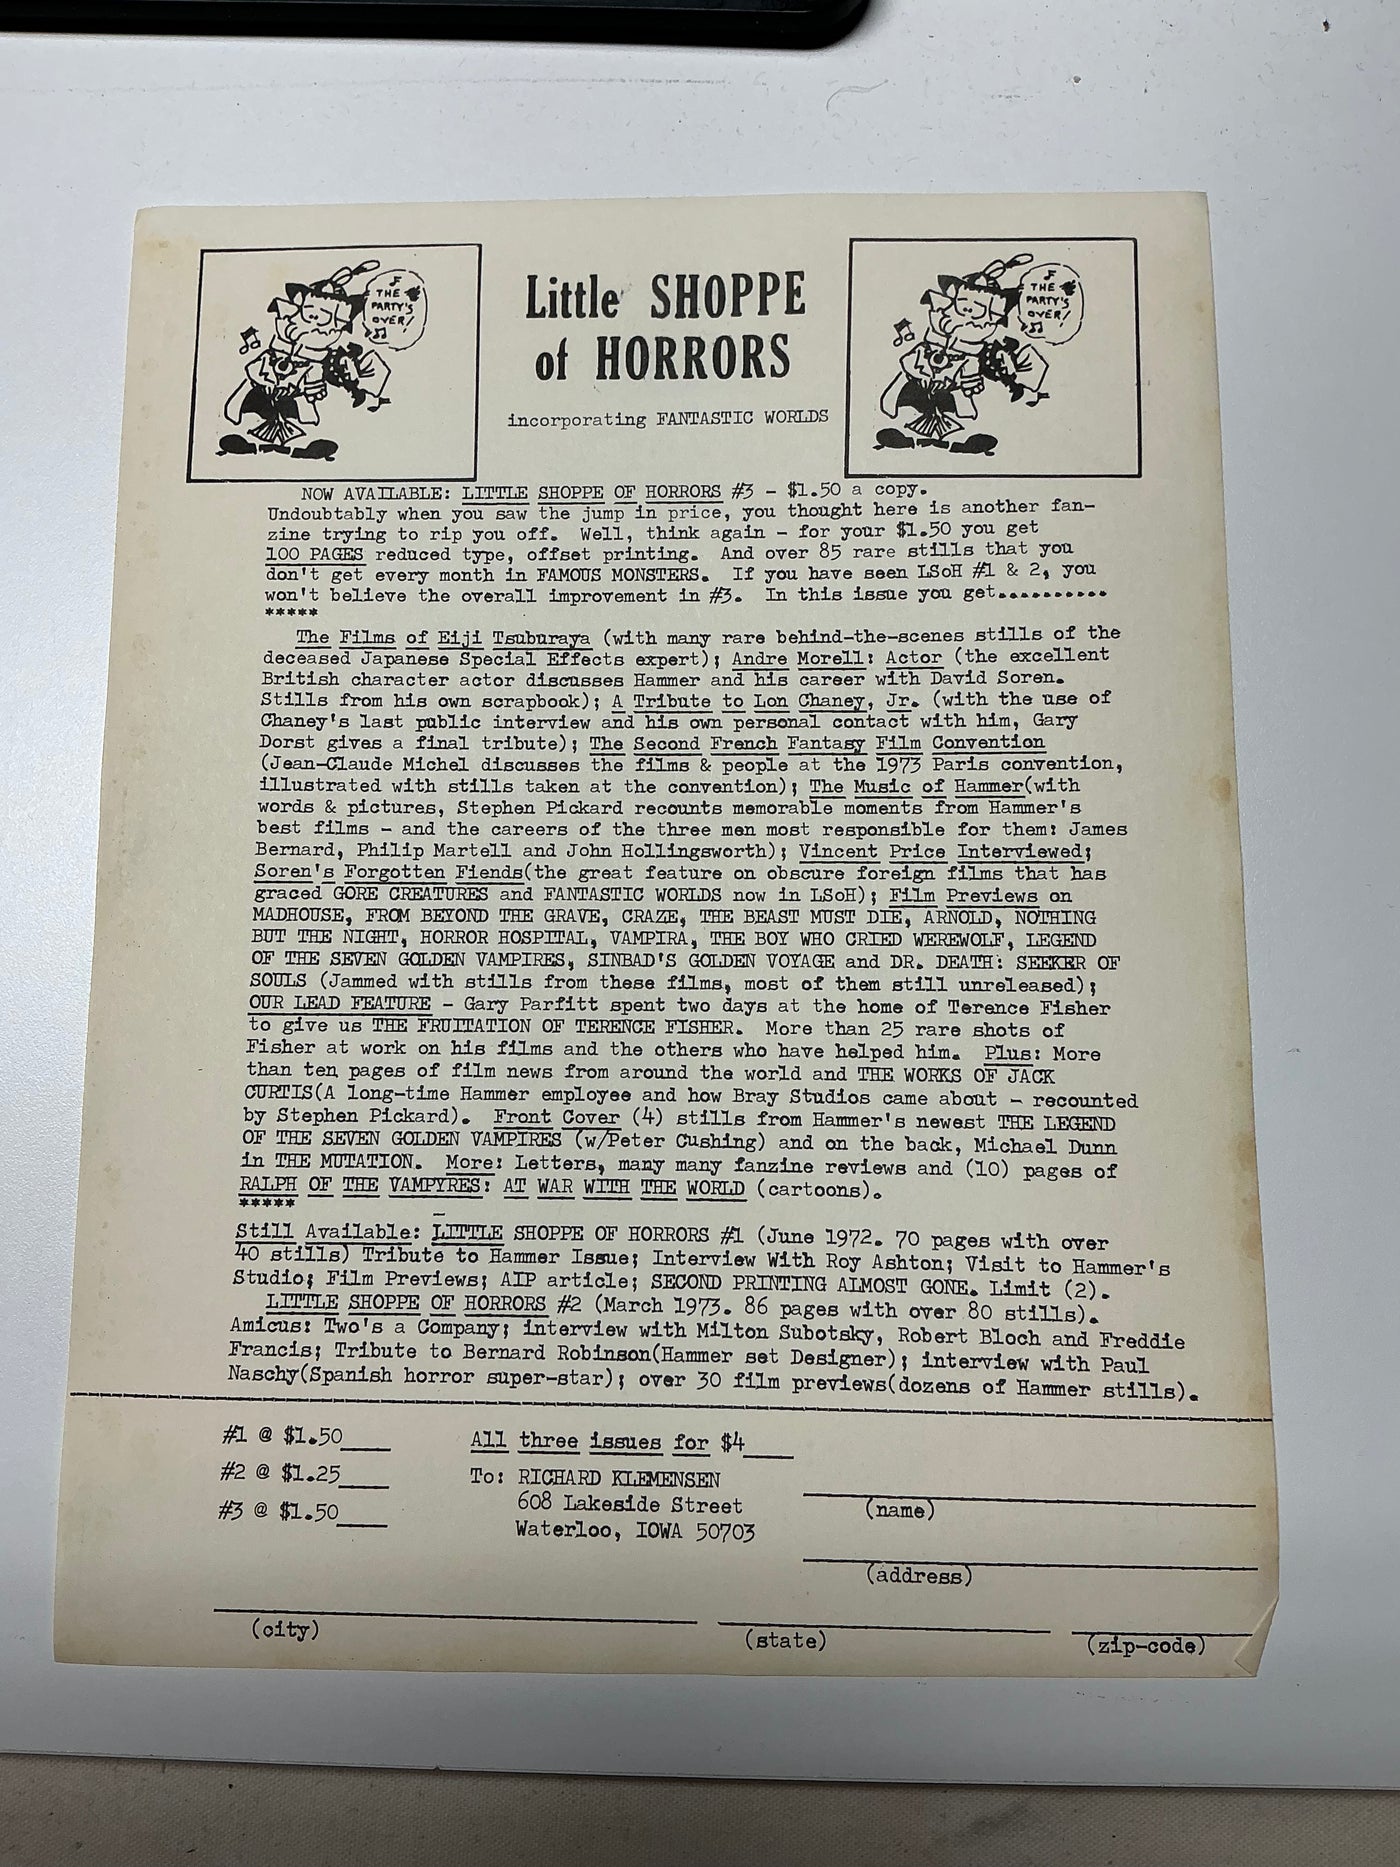 THE
PARTY'S
OVER!
Little SHOPPE
of HORRORS
incorporating FANTASTIC WORLDS
THE
PARTY'S
OVER!
NOW AVAILABLE: LITTLE SHOPPE OF HORRORS #3 - $1.50 a copy.
Undoubtably when you saw the jump in price, you thought here is another fan-
zine trying to rip you off. Well, think again - for your $1.50 you get
100 PAGES reduced type, offset printing. And over 85 rare stills that you
don't get every month in FAMOUS MONSTERS. If you have seen LSoH #1 & 2, you
won't believe the overall improvement in #3. In this issue you get..........
*****
The Films of Eiji Tsuburaya (with many rare behind-the-scenes stills of the
deceased Japanese Special Effects expert); Andre Morell: Actor (the excellent
British character actor discusses Hammer and his career with David Soren.
Stills from his own scrapbook); A Tribute to Lon Chaney, Jr. (with the use of
Chaney's last public interview and his own personal contact with him, Gary
Dorst gives a final tribute); The Second French Fantasy Film Convention
(Jean-Claude Michel discusses the films & people at the 1973 Paris convention,
illustrated with stills taken at the convention); The Music of Hammer(with
words & pictures, Stephen Pickard recounts memorable moments from Hammer's
best films - and the careers of the three men most responsible for them: James
Bernard, Philip Martell and John Hollingsworth); Vincent Price Interviewed;
Soren's Forgotten Fiends(the great feature on obscure foreign films that has
graced GORE CREATURES and FANTASTIC WORLDS now in LSoH); Film Previews on
MADHOUSE, FROM BEYOND THE GRAVE, CRAZE, THE BEAST MUST DIE, ARNOLD, NOTHING
BUT THE NIGHT, HORROR HOSPITAL, VAMPIRA, THE BOY WHO CRIED WEREWOLF, LEGEND
OF THE SEVEN GOLDEN VAMPIRES, SINBAD'S GOLDEN VOYAGE and DR. DEATH: SEEKER OF
SOULS (Jammed with stills from these films, most of them still unreleased);
OUR LEAD FEATURE - Gary Parfitt spent two days at the home of Terence Fisher
to give us THE FRUITATION OF TERENCE FISHER. More than 25 rare shots of
Fisher at work on his films and the others who have helped him. Plus: More
than ten pages of film news from around the world and THE WORKS OF JACK
CURTIS(A long-time Hammer employee and how Bray Studios came about - recounted
by Stephen Pickard). Front Cover (4) stills from Hammer's newest THE LEGEND
OF THE SEVEN GOLDEN VAMPIRES (w/Peter Cushing) and on the back, Michael Dunn
in THE MUTATION. More: Letters, many many fanzine reviews and (10) pages of
RALPH OF THE VAMPYRES: AT WAR WITH THE WORLD (cartoons).
*****
Still Available: LITTLE SHOPPE OF HORRORS #1 (June 1972. 70 pages with over
40 stills) Tribute to Hammer Issue; Interview With Roy Ashton; Visit to Hammer's
Studio; Film Previews; AIP article; SECOND PRINTING ALMOST GONE. Limit (2).
LITTLE SHOPPE OF HORRORS #2 (March 1973. 86 pages with over 80 stills).
Amicus: Two's a Company; interview with Milton Subotsky, Robert Bloch and Freddie
Francis; Tribute to Bernard Robinson(Hammer set Designer); interview with Paul
Naschy(Spanish horror super-star); over 30 film previews(dozens of Hammer stills).
#1 @ $1.50____
#2 @ $1.25____
#3 @ $1.50____
All three issues for $4____
To: RICHARD KLEMENSEN
608 Lakeside Street
Waterloo, IOWA 50703
(name)
(address)
(city)
(state)
(zip-code)